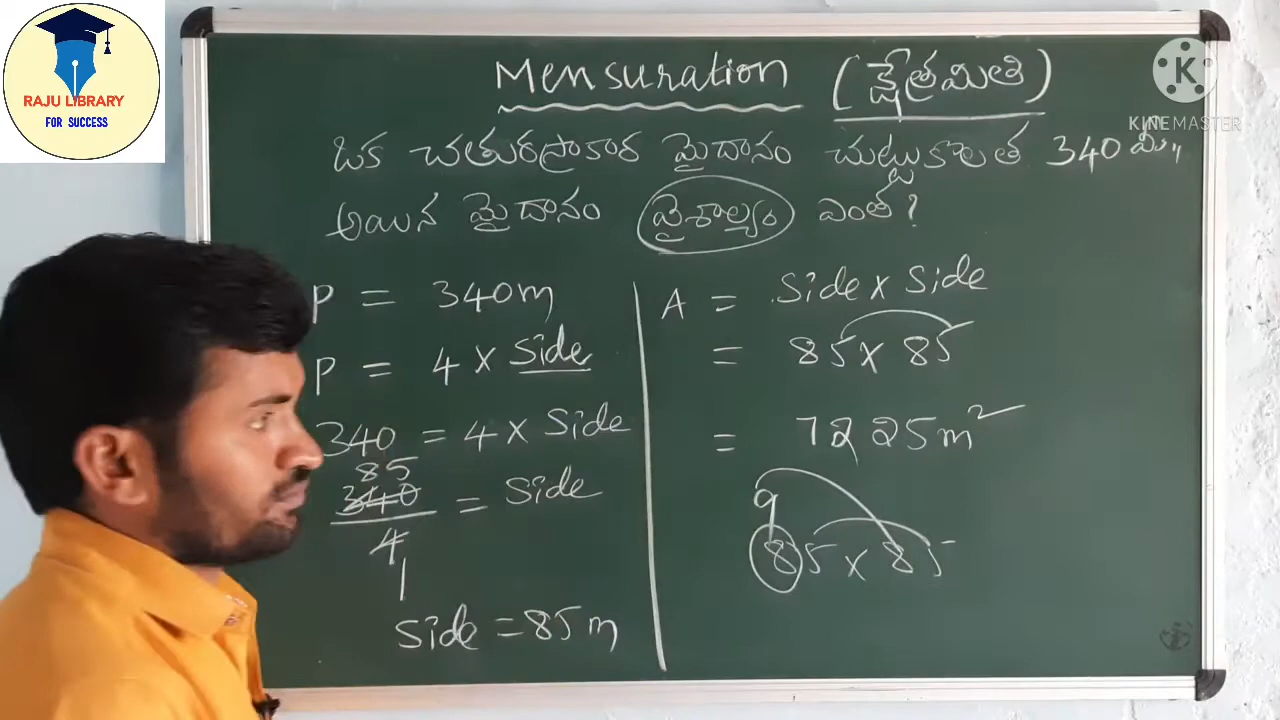 RAJU LIBRARY
FOR SUCCESS
K
KINEMASTER
Mensuration (క్షేత్రమితి)
ఒక చతురస్రాకార మైదానం చుట్టుకొలత 340 మీ॥
అయిన మైదానం వైశాల్యం ఎంత?
P = 340m
P = 4 × side
340 = 4 × side
85
340/4 = side
1
side = 85 m
A = side × side
= 85 × 85
= 7225 m²
9
85 × 85